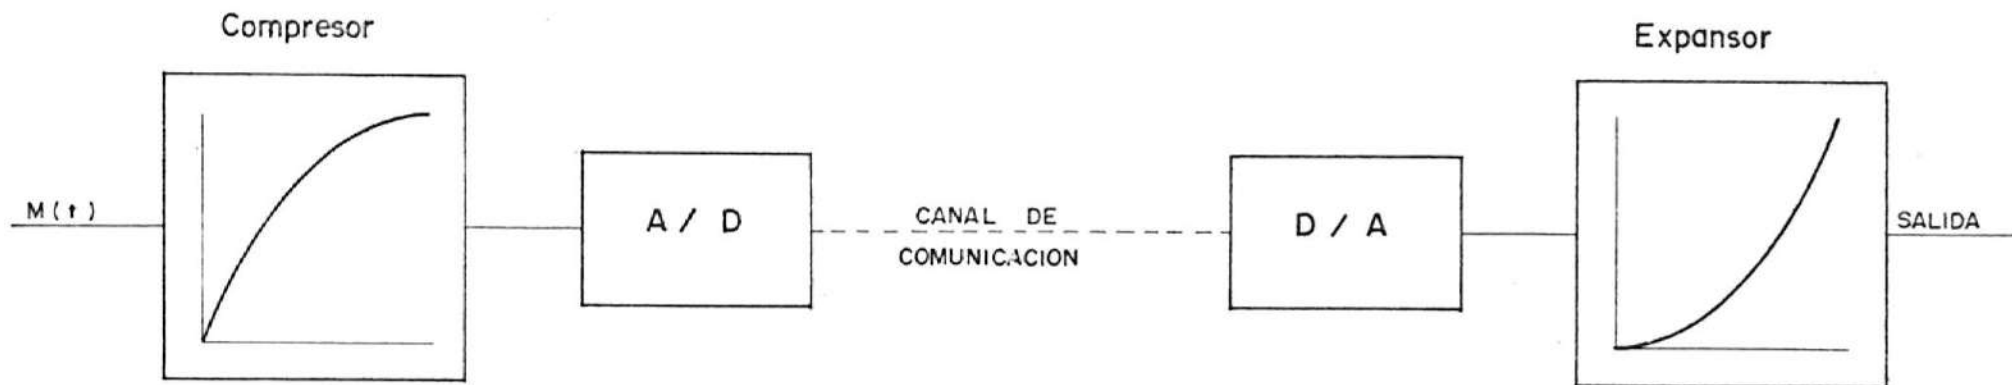 Compresor
Expansor
M(t)
A / D
CANAL DE
COMUNICACION
D / A
SALIDA